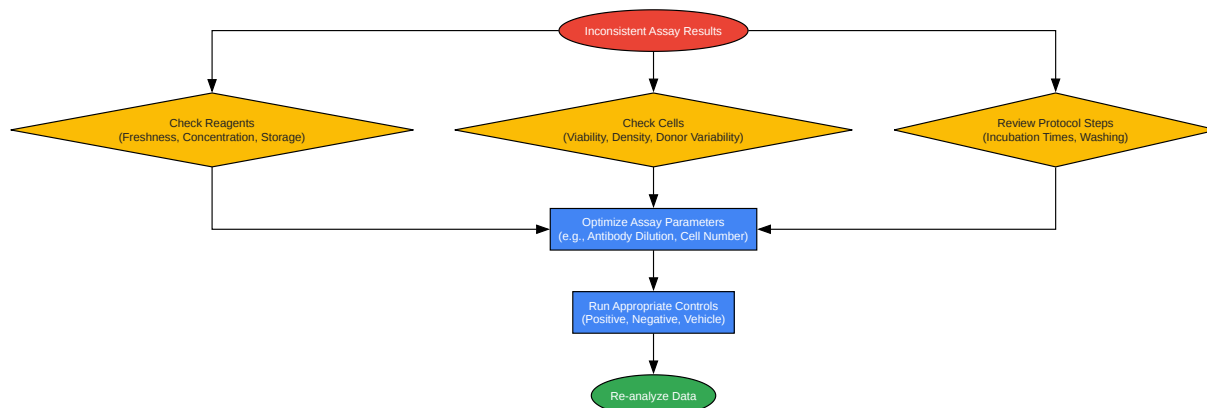 Inconsistent Assay Results
Check Reagents
(Freshness, Concentration, Storage)
Check Cells
(Viability, Density, Donor Variability)
Review Protocol Steps
(Incubation Times, Washing)
Optimize Assay Parameters
(e.g., Antibody Dilution, Cell Number)
Run Appropriate Controls
(Positive, Negative, Vehicle)
Re-analyze Data